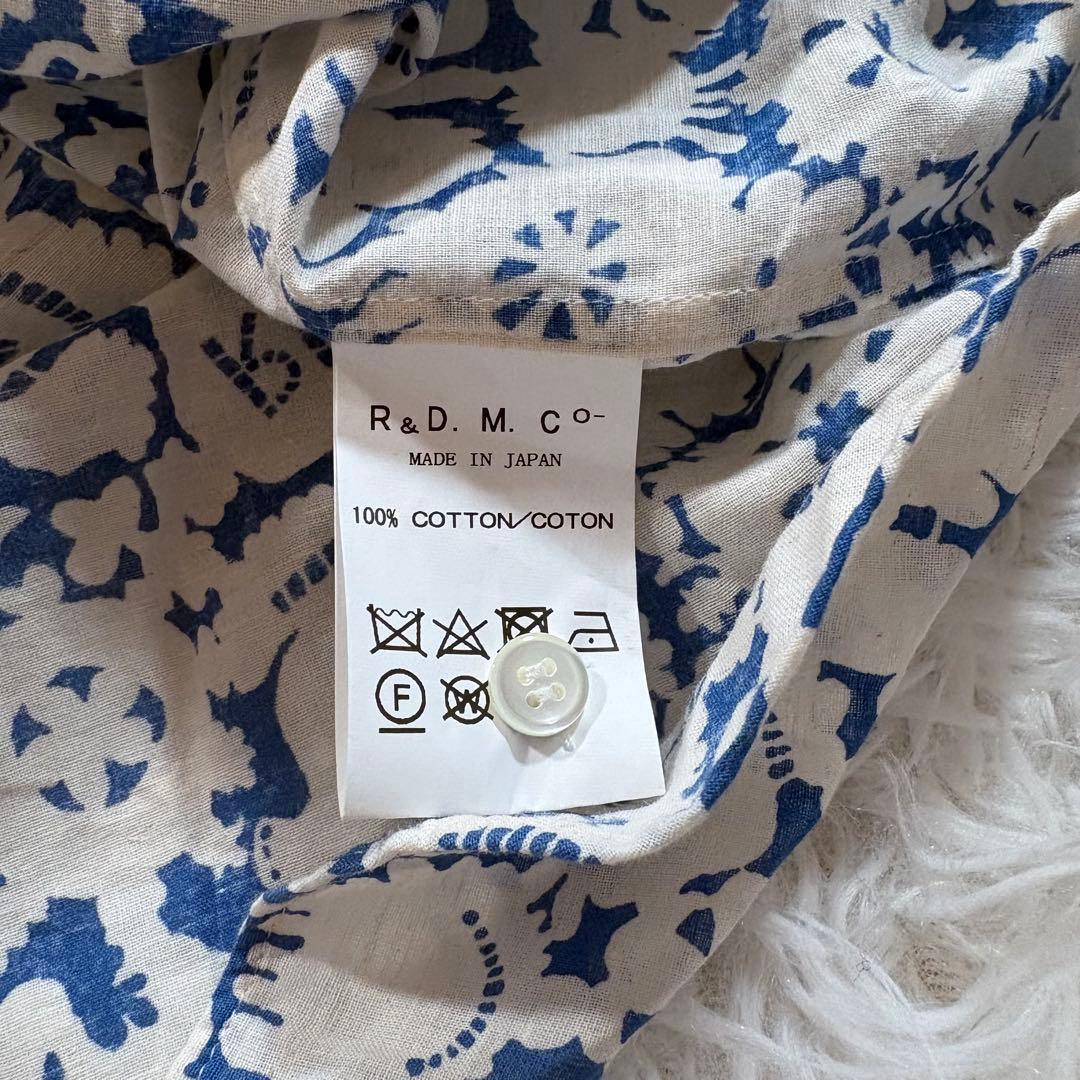 R&D. M. Co-
MADE IN JAPAN
100% COTTON/COTON
F W